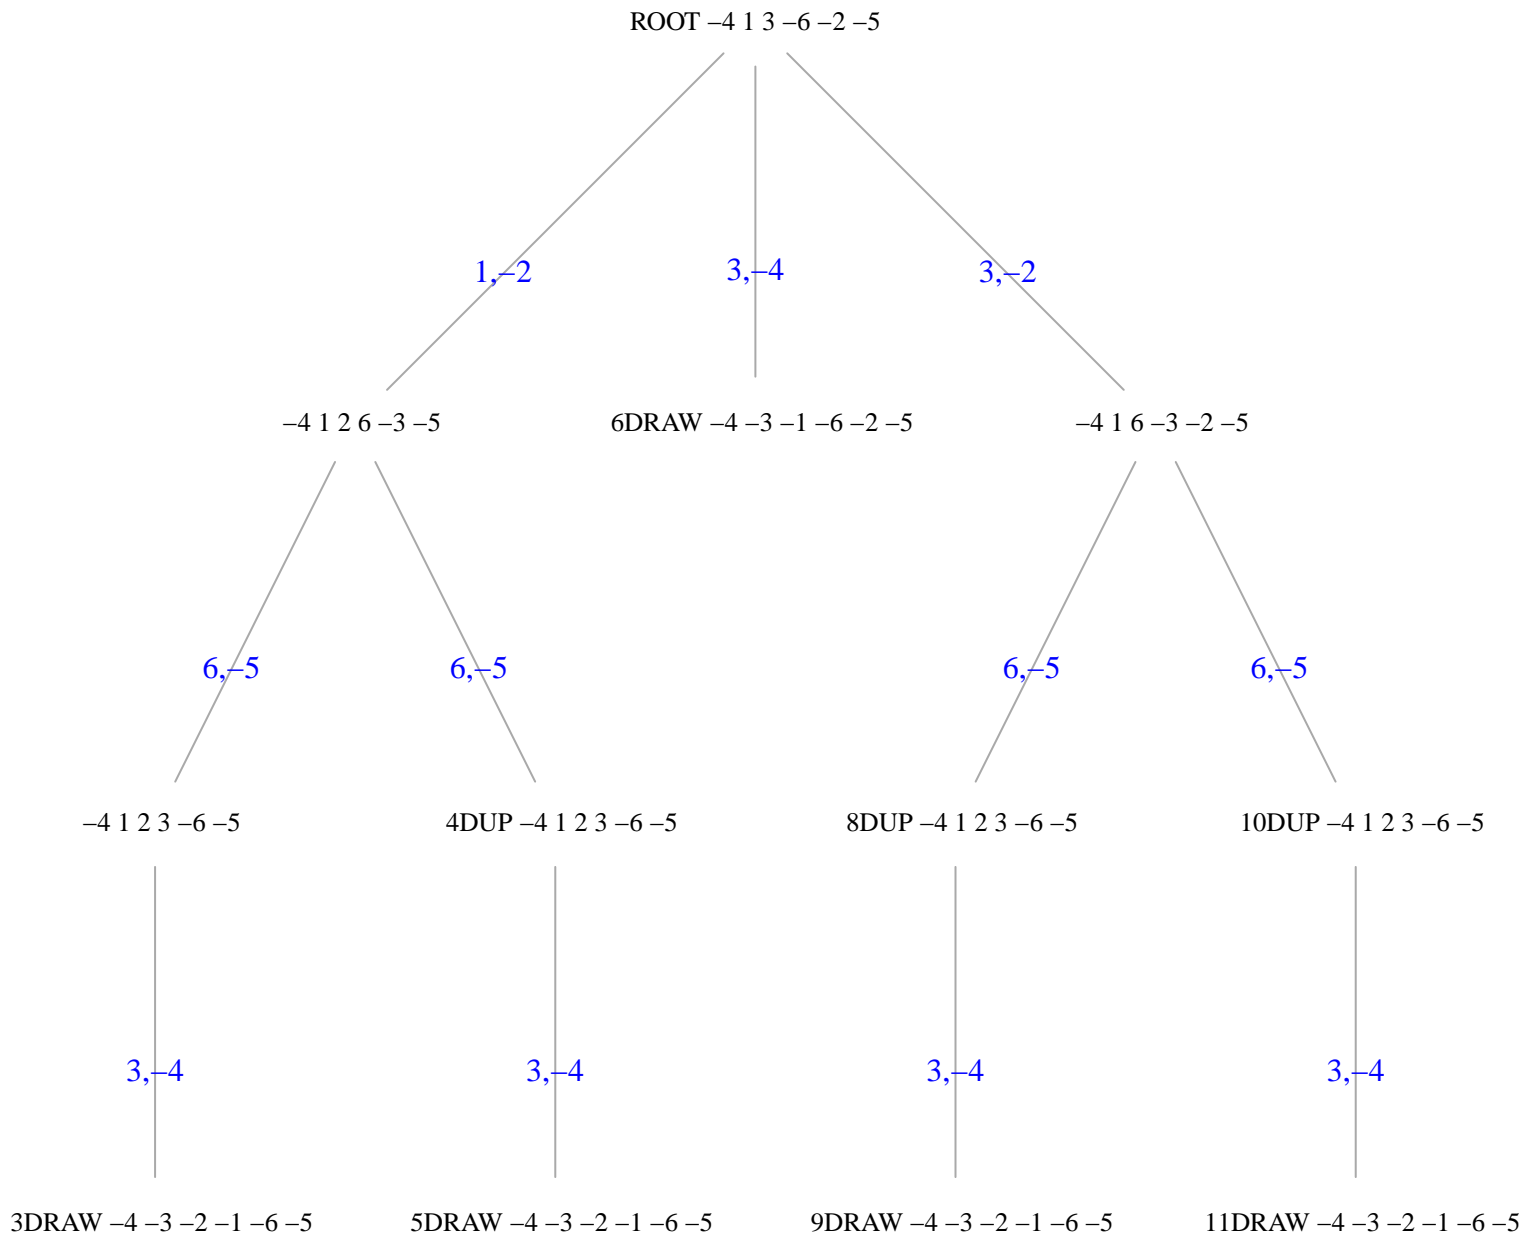 ROOT –4 1 3 –6 –2 –5
1,–2
3,–4
3,–2
–4 1 2 6 –3 –5
6DRAW –4 –3 –1 –6 –2 –5
–4 1 6 –3 –2 –5
6,–5
6,–5
6,–5
6,–5
–4 1 2 3 –6 –5
4DUP –4 1 2 3 –6 –5
8DUP –4 1 2 3 –6 –5
10DUP –4 1 2 3 –6 –5
3,–4
3,–4
3,–4
3,–4
3DRAW –4 –3 –2 –1 –6 –5
5DRAW –4 –3 –2 –1 –6 –5
9DRAW –4 –3 –2 –1 –6 –5
11DRAW –4 –3 –2 –1 –6 –5